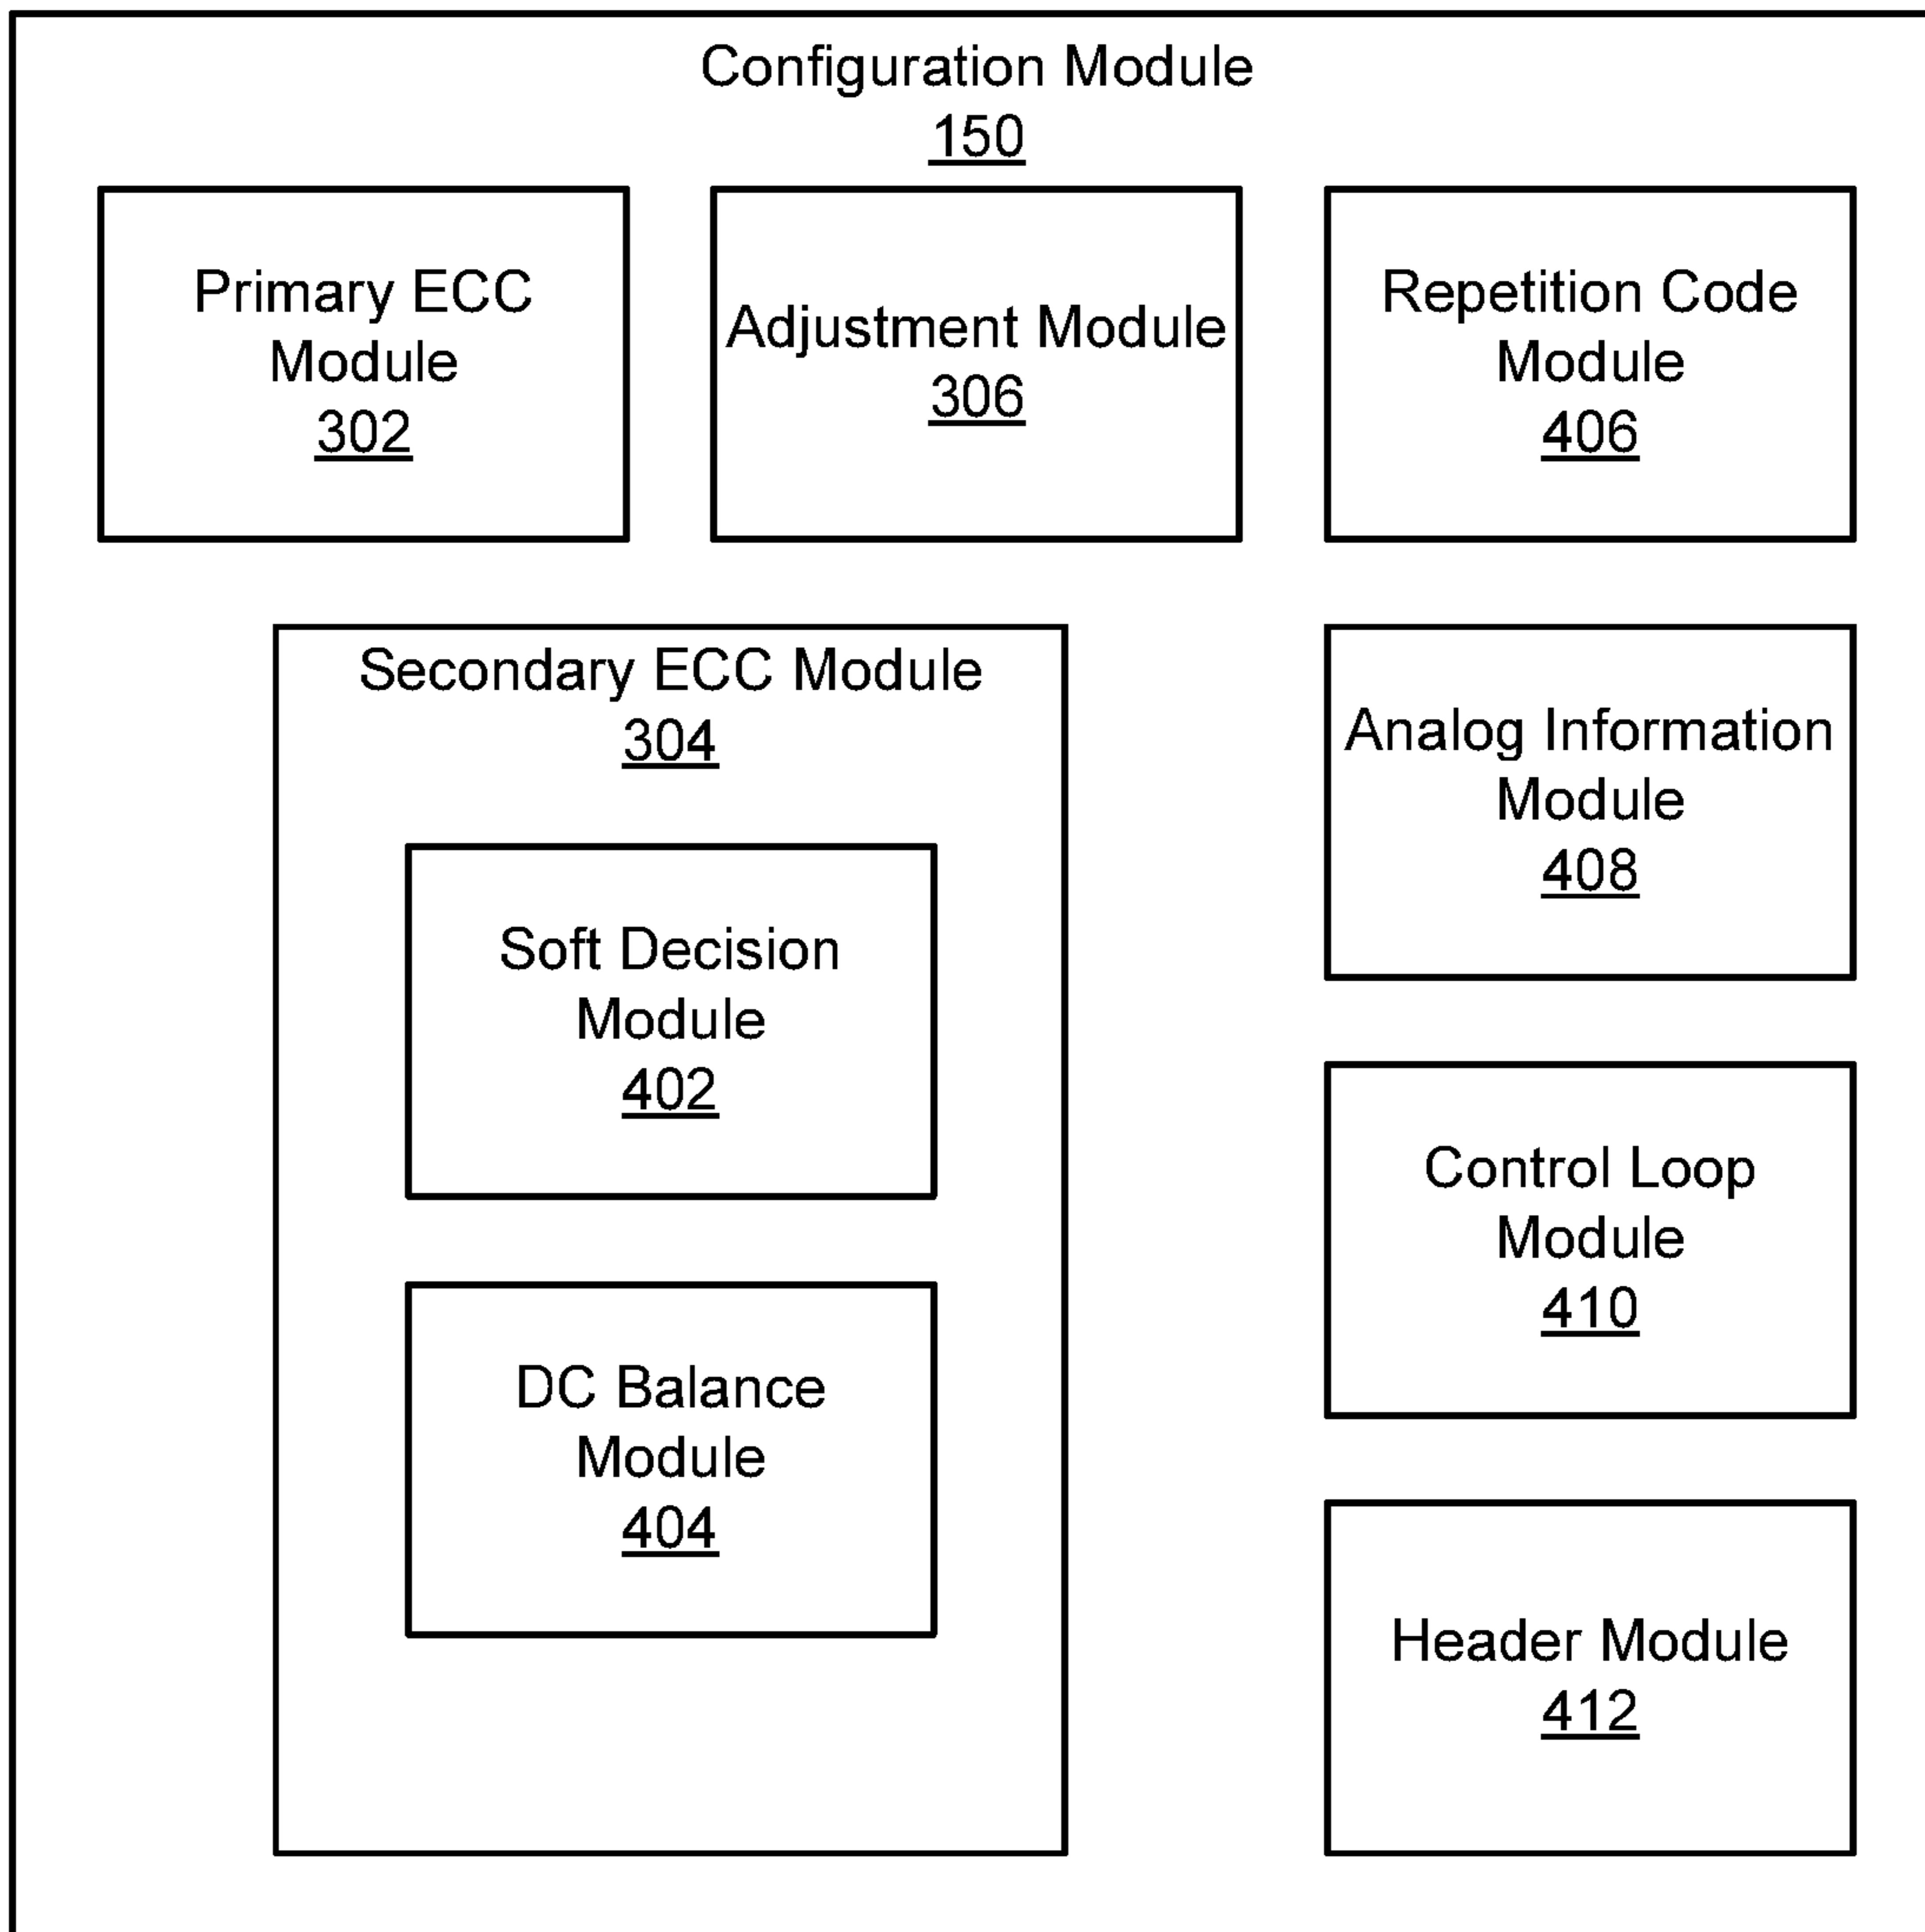 Configuration Module
150
Primary ECC
Module
302
Adjustment Module
306
Repetition Code
Module
406
Secondary ECC Module
304
Soft Decision
Module
402
DC Balance
Module
404
Analog Information
Module
408
Control Loop
Module
410
Header Module
412